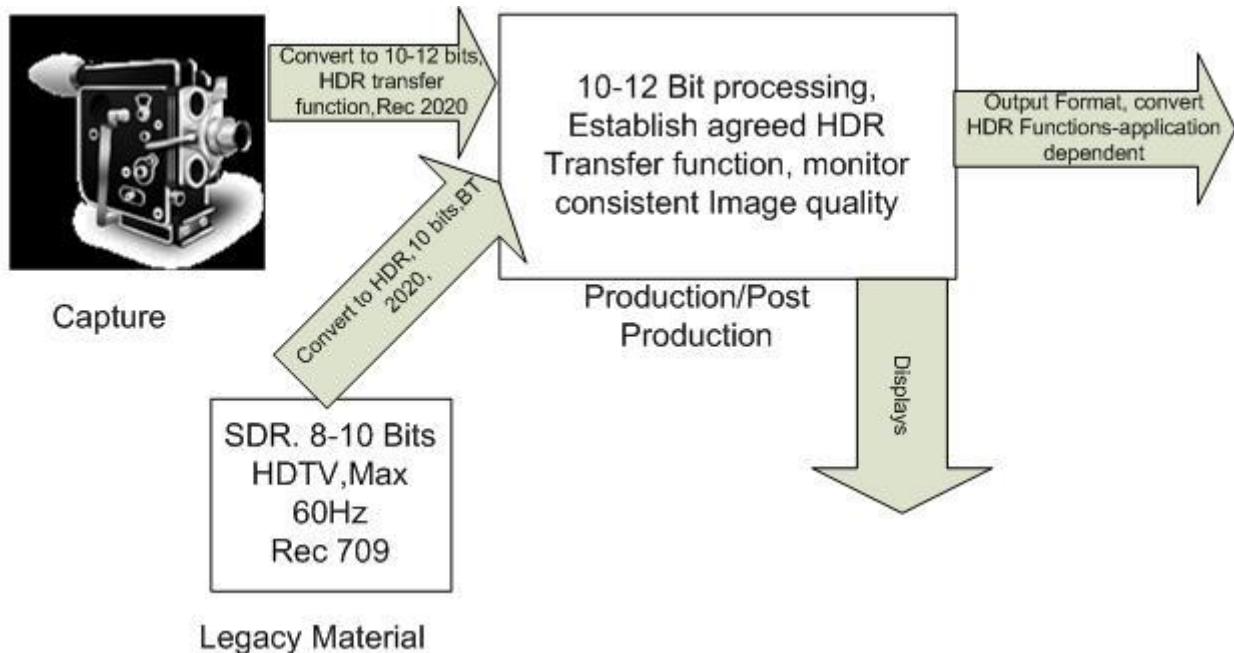 Convert to 10-12 bits,
HDR transfer
function,Rec 2020
10-12 Bit processing,
Establish agreed HDR
Transfer function, monitor
consistent Image quality
Output Format, convert
HDR Functions-application
dependent
Convert to HDR,10 bits,BT
2020,
Capture
Production/Post
Production
Displays
SDR. 8-10 Bits
HDTV,Max
60Hz
Rec 709
Legacy Material